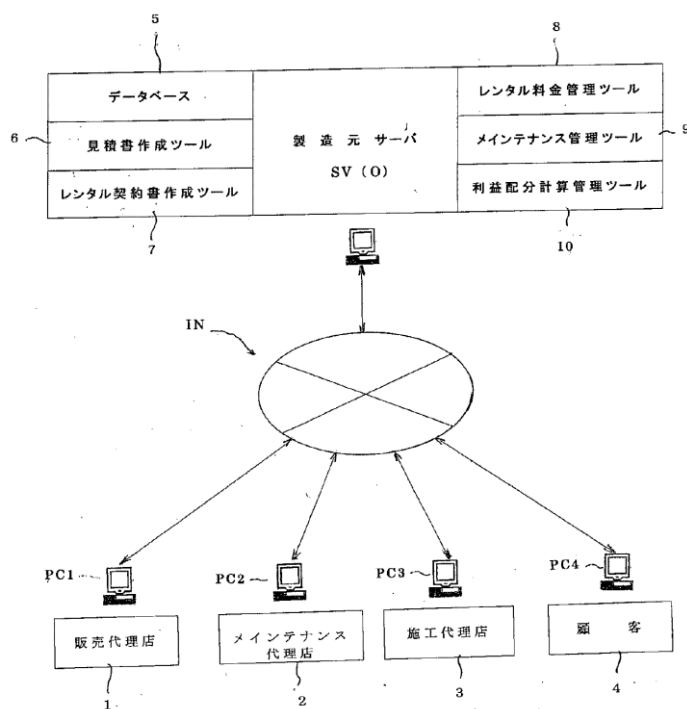 5
8
データベース
レンタル料金管理ツール
6
見積書作成ツール
製造元 サーバ
メインテナンス管理ツール
9
SV (O)
レンタル契約書作成ツール
利益配分計算管理ツール
7
10
IN
PC1
PC2
PC3
PC4
販売代理店
メインテナンス
代理店
施工代理店
顧 客
1
2
3
4